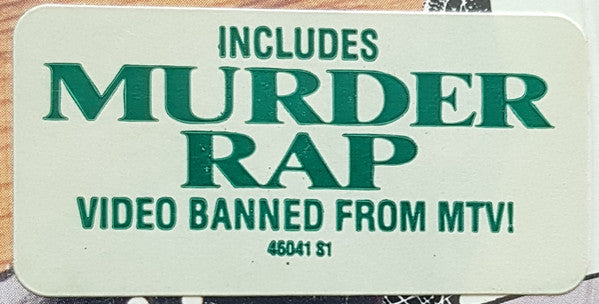 INCLUDES
MURDER
RAP
VIDEO BANNED FROM MTV!
46041 S1